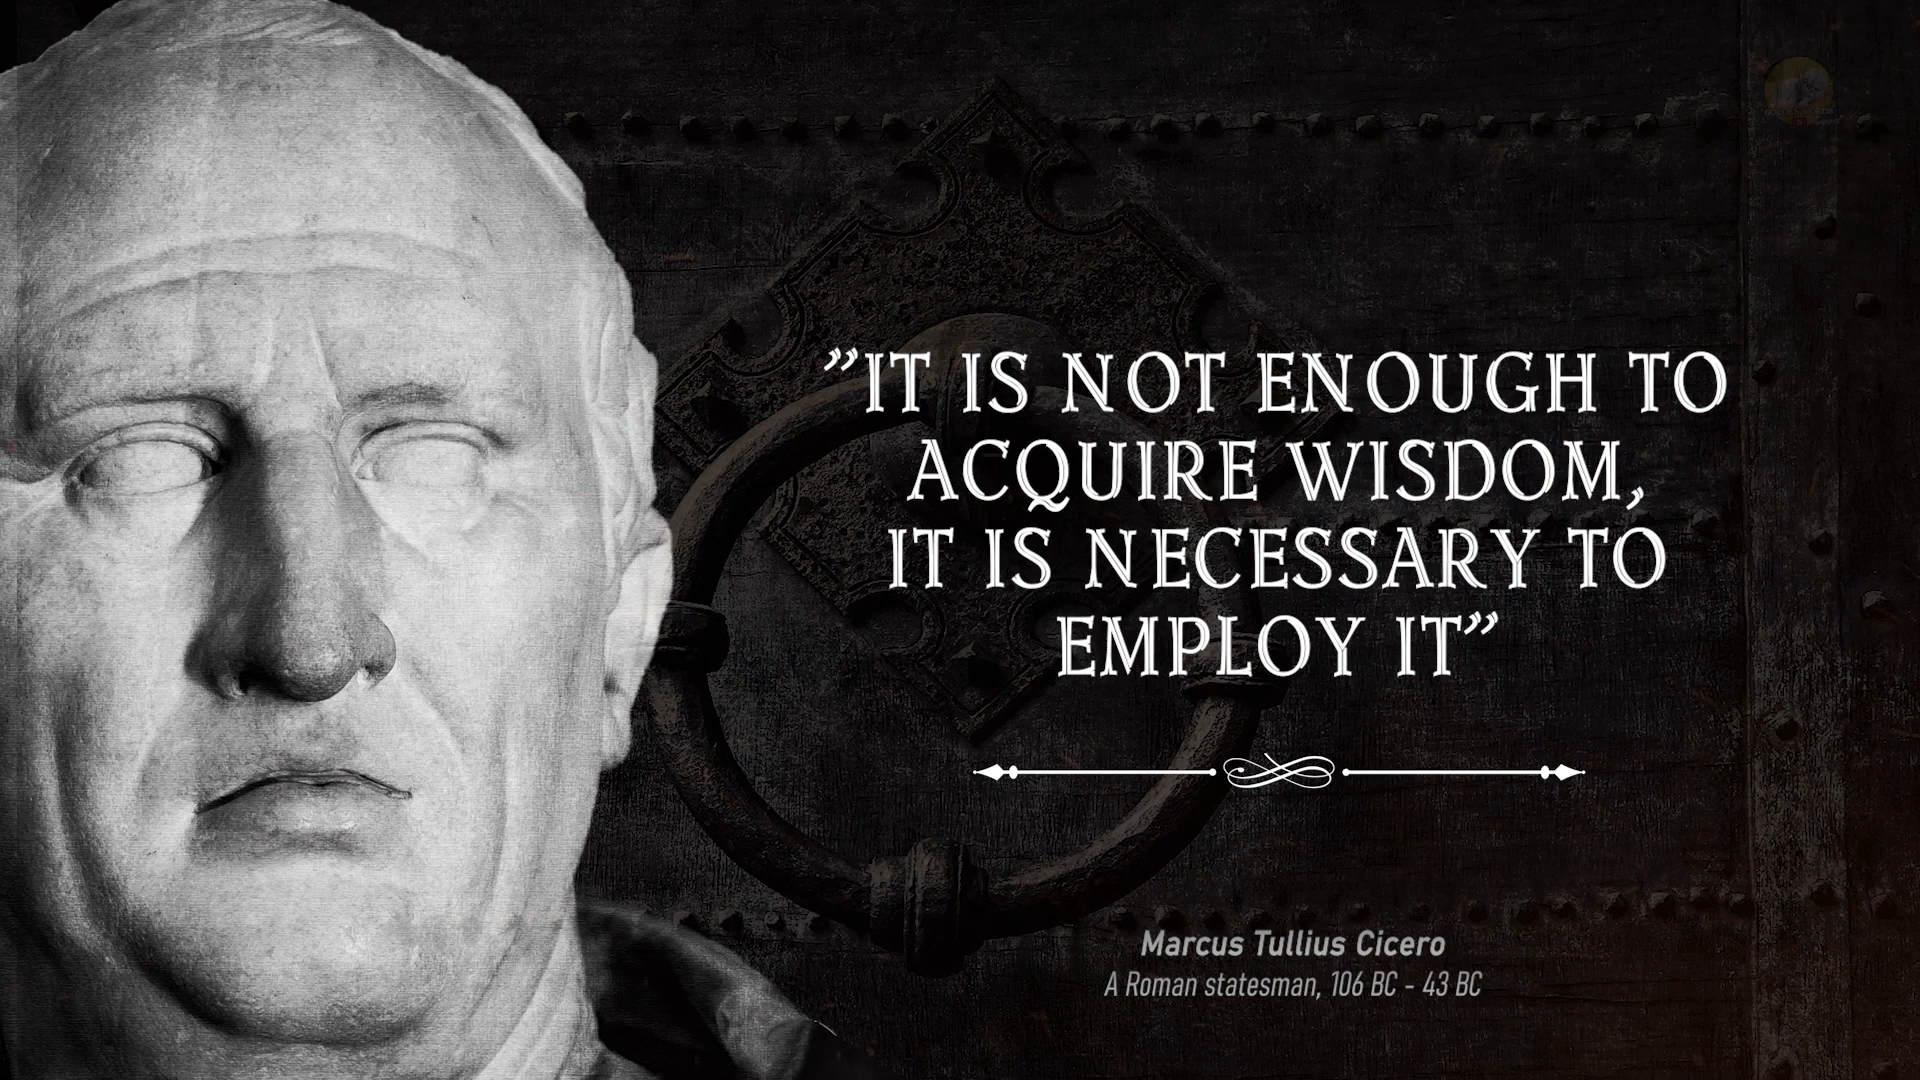 ”IT IS NOT ENOUGH TO
ACQUIRE WISDOM,
IT IS NECESSARY TO
EMPLOY IT”
Marcus Tullius Cicero
A Roman statesman, 106 BC - 43 BC